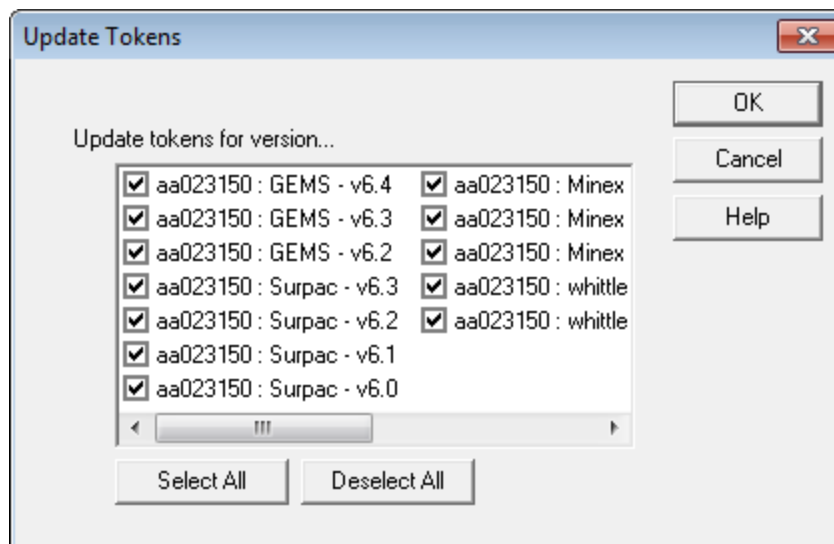 Update Tokens
OK
Update tokens for version...
Cancel
Help
aa023150 : GEMS - v6.4
aa023150 : GEMS - v6.3
aa023150 : GEMS - v6.2
aa023150 : Surpac - v6.3
aa023150 : Surpac - v6.2
aa023150 : Surpac - v6.1
aa023150 : Surpac - v6.0
aa023150 : Minex
aa023150 : Minex
aa023150 : Minex
aa023150 : whittle
aa023150 : whittle
Select All
Deselect All